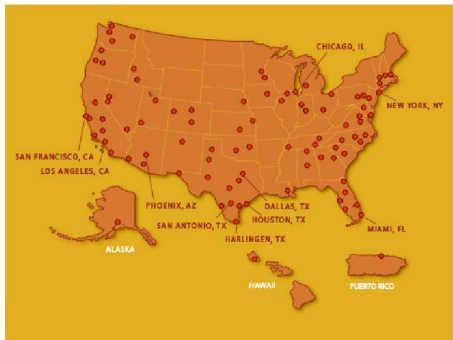 CHICAGO, IL
NEW YORK, NY
SAN FRANCISCO, CA
LOS ANGELES, CA
PHOENIX, AZ
DALLAS, TX
SAN ANTONIO, TX
HOUSTON, TX
HARLINGEN, TX
MIAMI, FL
ALASKA
HAWAII
PUERTO RICO